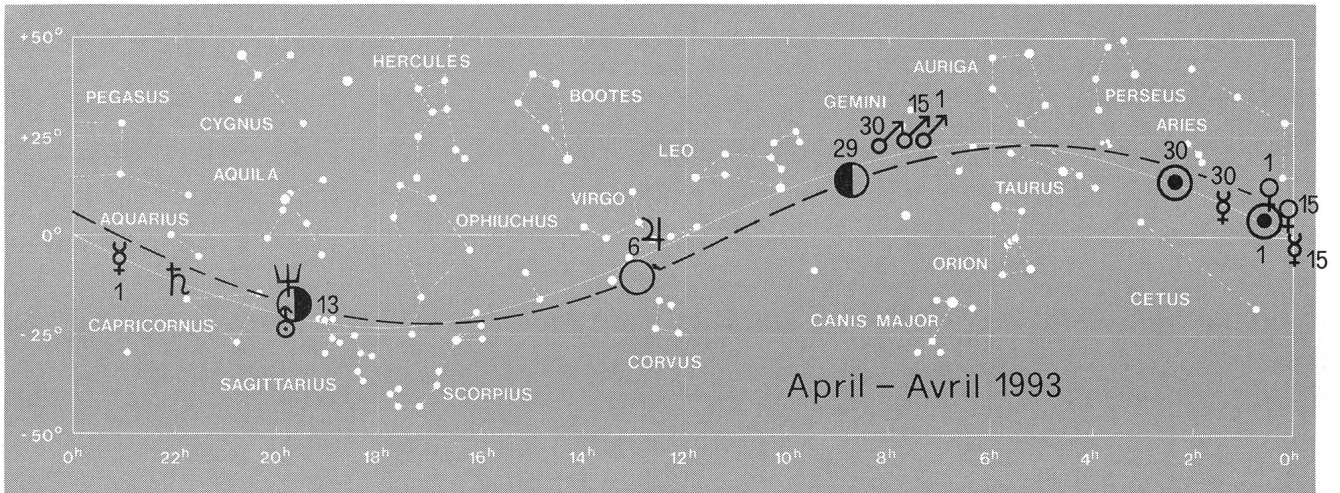 +50°
HERCULES
AURIGA
PEGASUS
BOOTES
GEMINI
15
1
PERSEUS
CYGNUS
30
ARIES
+25°
LEO
29
30
1
AQUILA
30
TAURUS
VIRGO
15
AQUARIUS
OPHIUCHUS
0°
6
1
15
1
ORION
13
CETUS
CAPRICORNUS
CANIS MAJOR
-25°
CORVUS
SAGITTARIUS
SCORPIUS
April – Avril 1993
-50°
0h 22h 20h 18h 16h 14h 12h 10h 8h 6h 4h 2h 0h